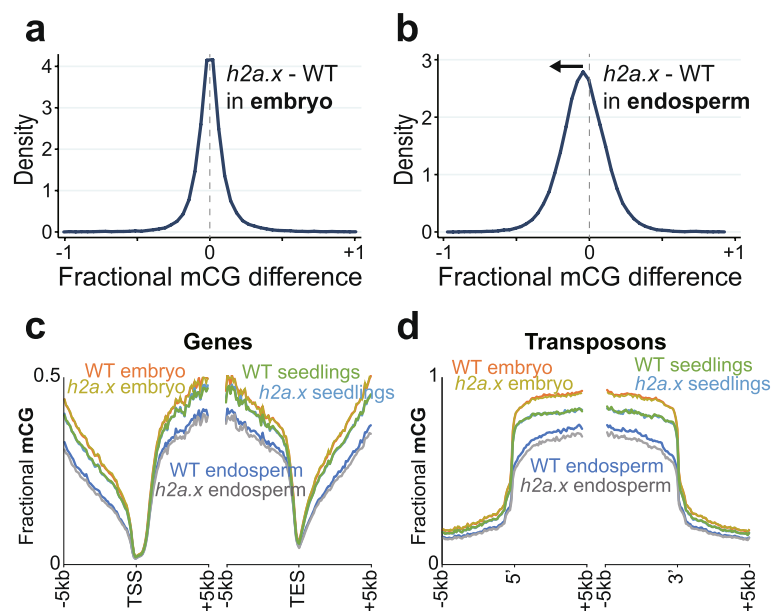 a
h2a.x - WT
in embryo
Density
4
3
2
1
0
-1
0
+1
Fractional mCG difference
b
h2a.x - WT
in endosperm
Density
3
2
1
0
-1
0
+1
Fractional mCG difference
c
Genes
WT embryo
h2a.x embryo
WT seedlings
h2a.x seedlings
WT endosperm
h2a.x endosperm
Fractional mCG
0.5
0
-5kb
TSS
+5kb
-5kb
TES
+5kb
d
Transposons
WT embryo
h2a.x embryo
WT seedlings
h2a.x seedlings
WT endosperm
h2a.x endosperm
Fractional mCG
1
0
-5kb
5'
+5kb
-5kb
3'
+5kb